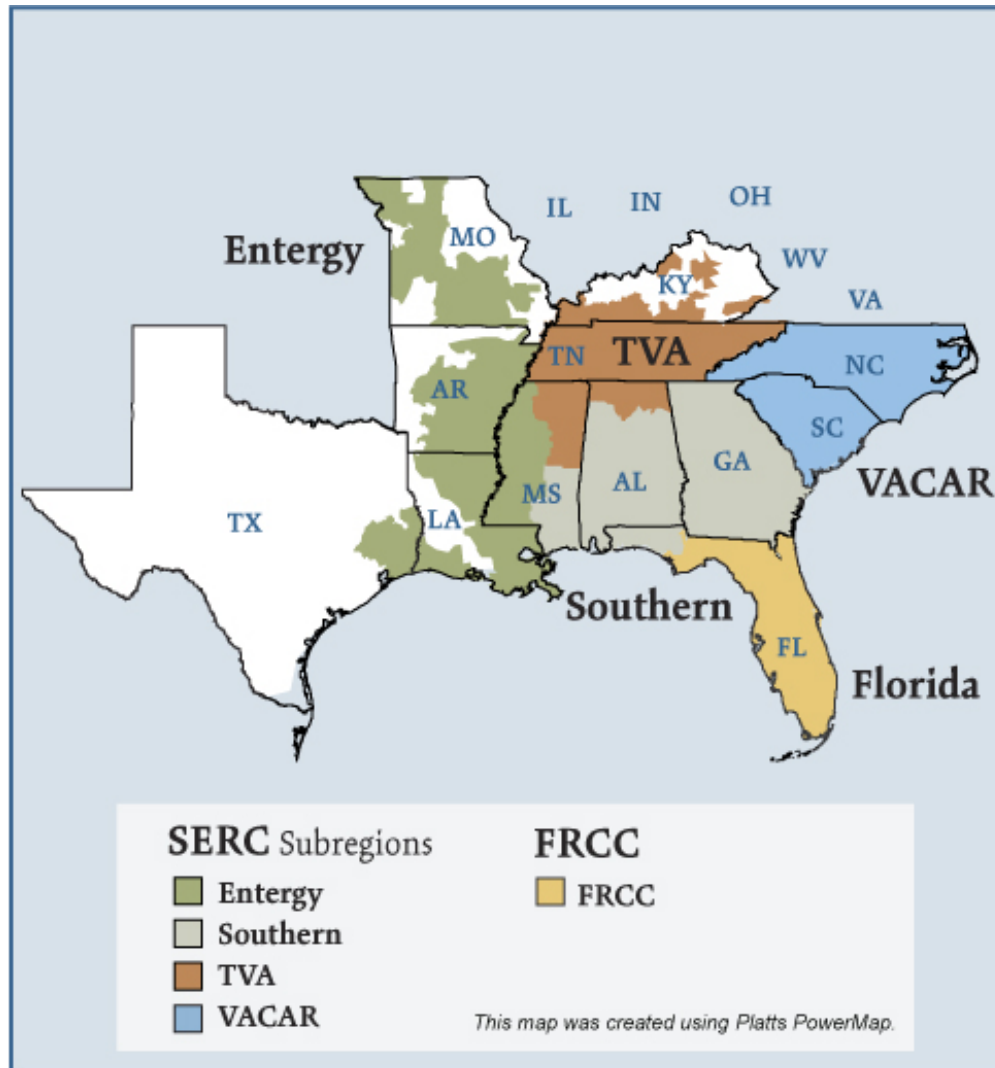 IL
IN
OH
MO
Entergy
WV
KY
VA
TN
TVA
NC
AR
SC
GA
VACAR
MS
AL
LA
TX
Southern
FL
Florida
SERC Subregions
Entergy
Southern
TVA
VACAR
FRCC
FRCC
This map was created using Platts PowerMap.